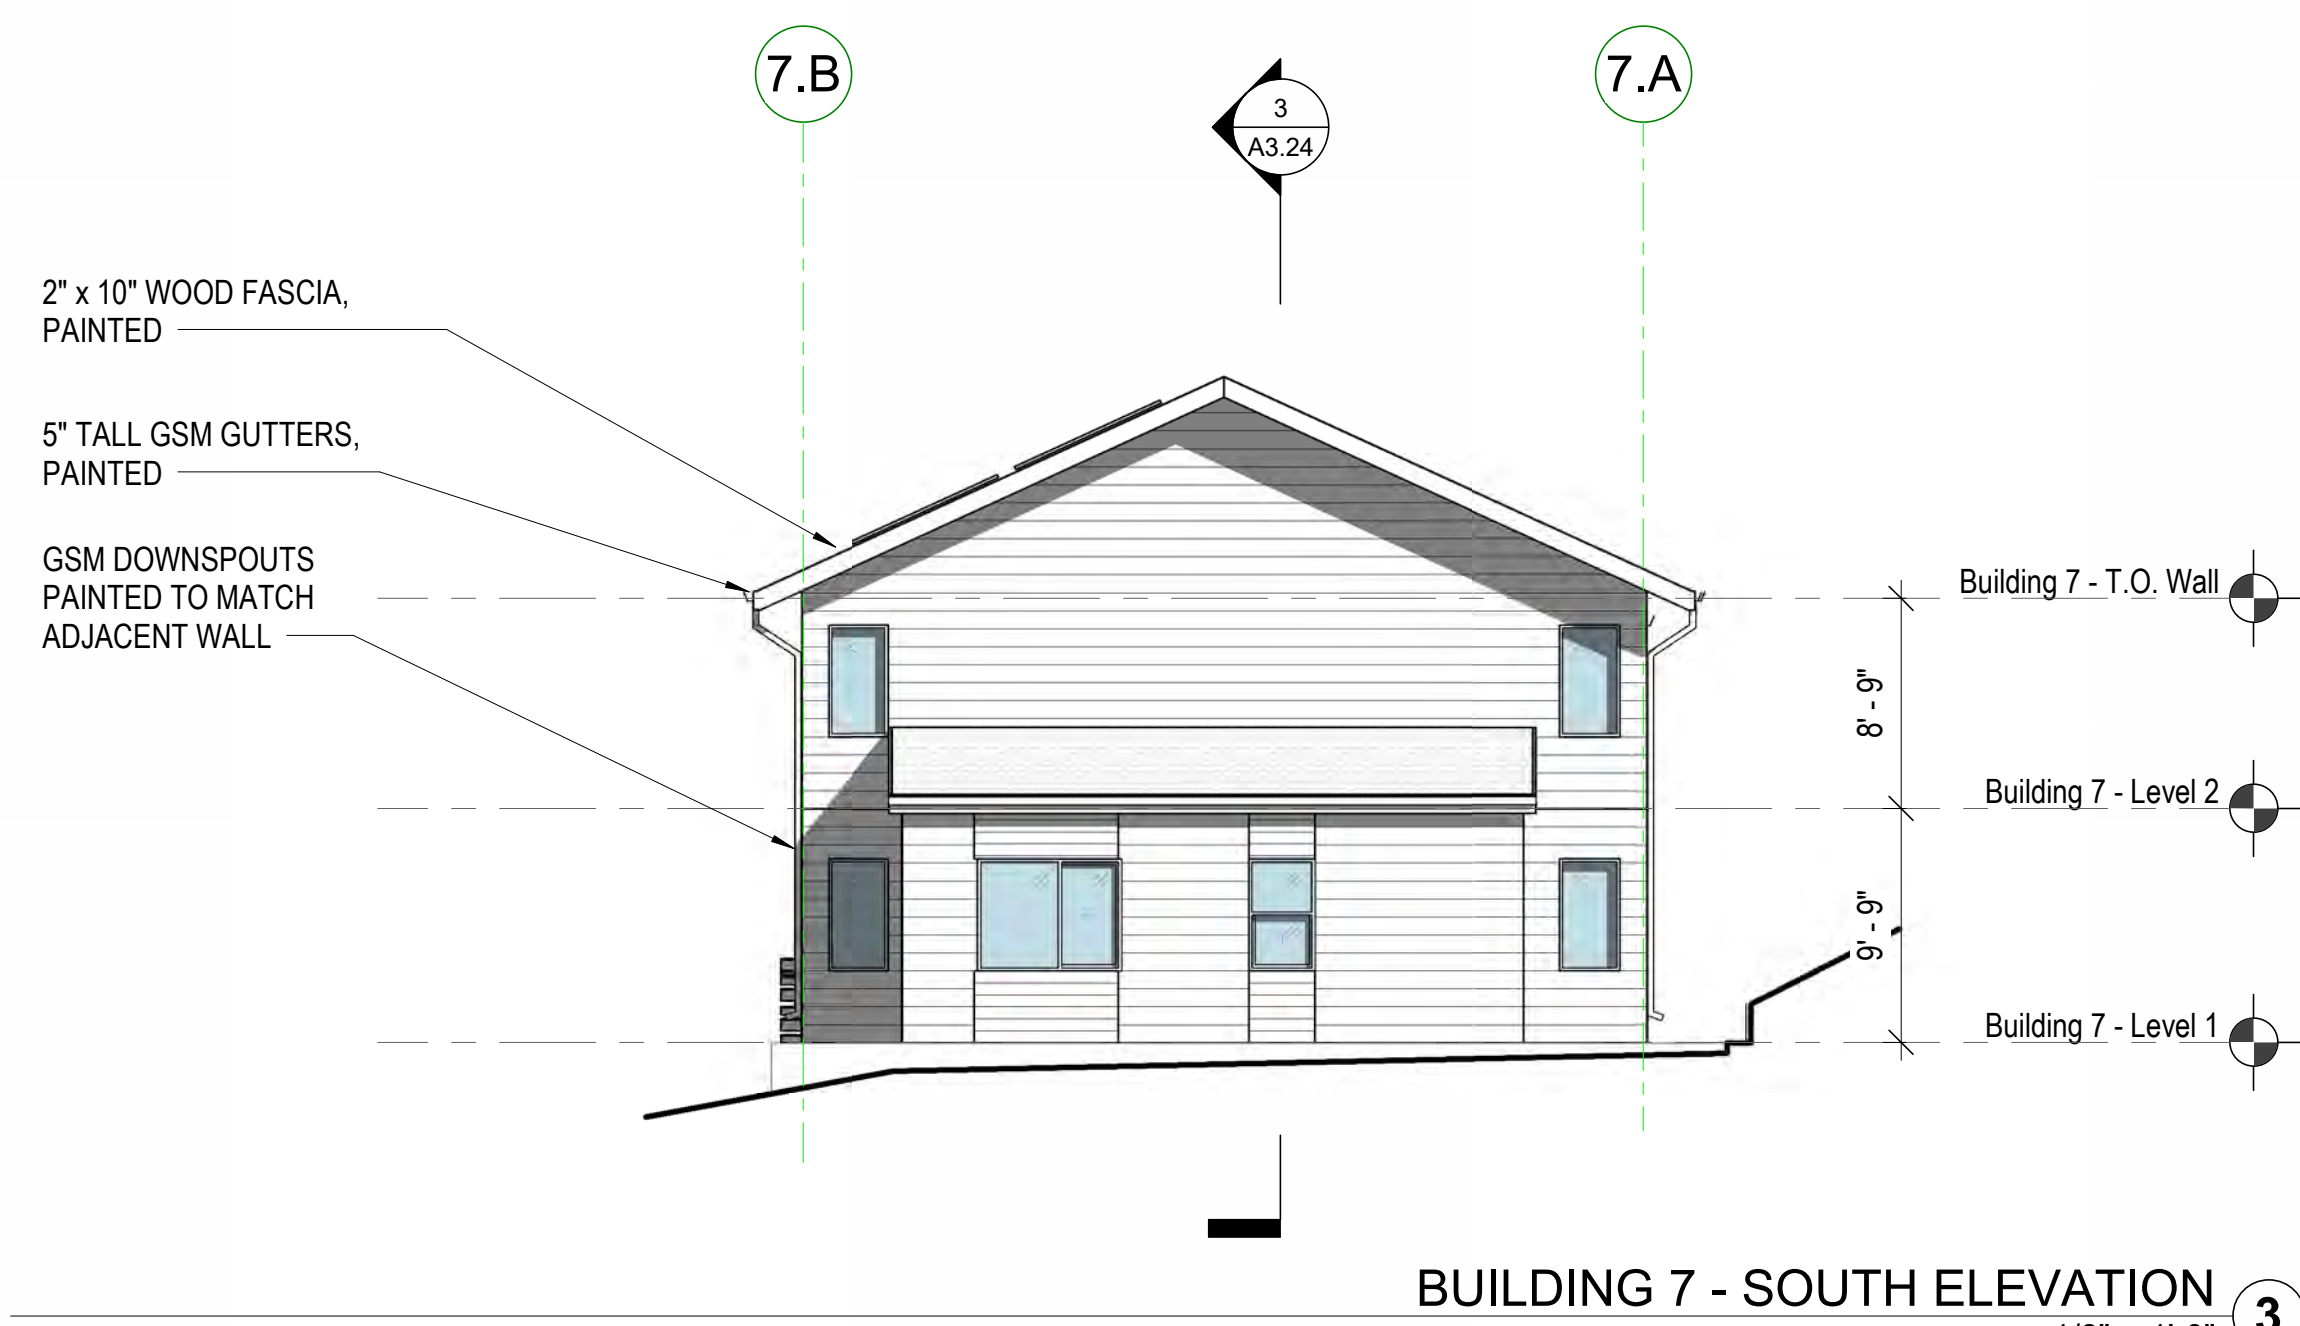 7.B
7.A
3
A3.24
2" x 10" WOOD FASCIA,
PAINTED
5" TALL GSM GUTTERS,
PAINTED
GSM DOWNSPOUTS
PAINTED TO MATCH
ADJACENT WALL
Building 7 - T.O. Wall
8' - 9"
Building 7 - Level 2
9' - 9"
Building 7 - Level 1
BUILDING 7 - SOUTH ELEVATION
3